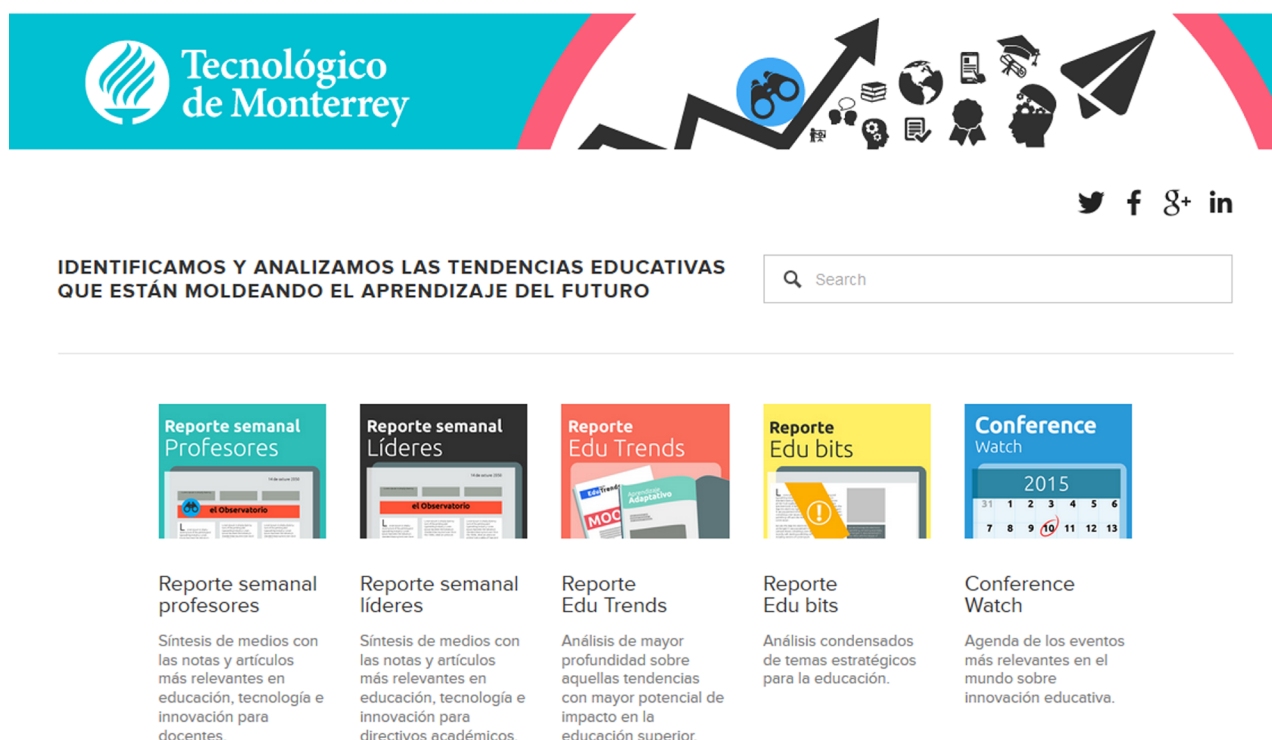 Tecnológico
de Monterrey
IDENTIFICAMOS Y ANALIZAMOS LAS TENDENCIAS EDUCATIVAS
QUE ESTÁN MOLDEANDO EL APRENDIZAJE DEL FUTURO
Search
Reporte semanal
Profesores
el Observatorio
Reporte semanal
Líderes
el Observatorio
Reporte
Edu Trends
Edu Trends
MOO
Aprendizaje
Adaptativo
Reporte
Edu bits
Conference
Watch
2015
31 1 2 3 4 5 6
7 8 9 10 11 12 13
Reporte semanal
profesores
Síntesis de medios con
las notas y artículos
más relevantes en
educación, tecnología e
innovación para
docentes.
Reporte semanal
líderes
Síntesis de medios con
las notas y artículos
más relevantes en
educación, tecnología e
innovación para
directivos académicos.
Reporte
Edu Trends
Análisis de mayor
profundidad sobre
aquellas tendencias
con mayor potencial de
impacto en la
educación superior.
Reporte
Edu bits
Análisis condensados
de temas estratégicos
para la educación.
Conference
Watch
Agenda de los eventos
más relevantes en el
mundo sobre
innovación educativa.